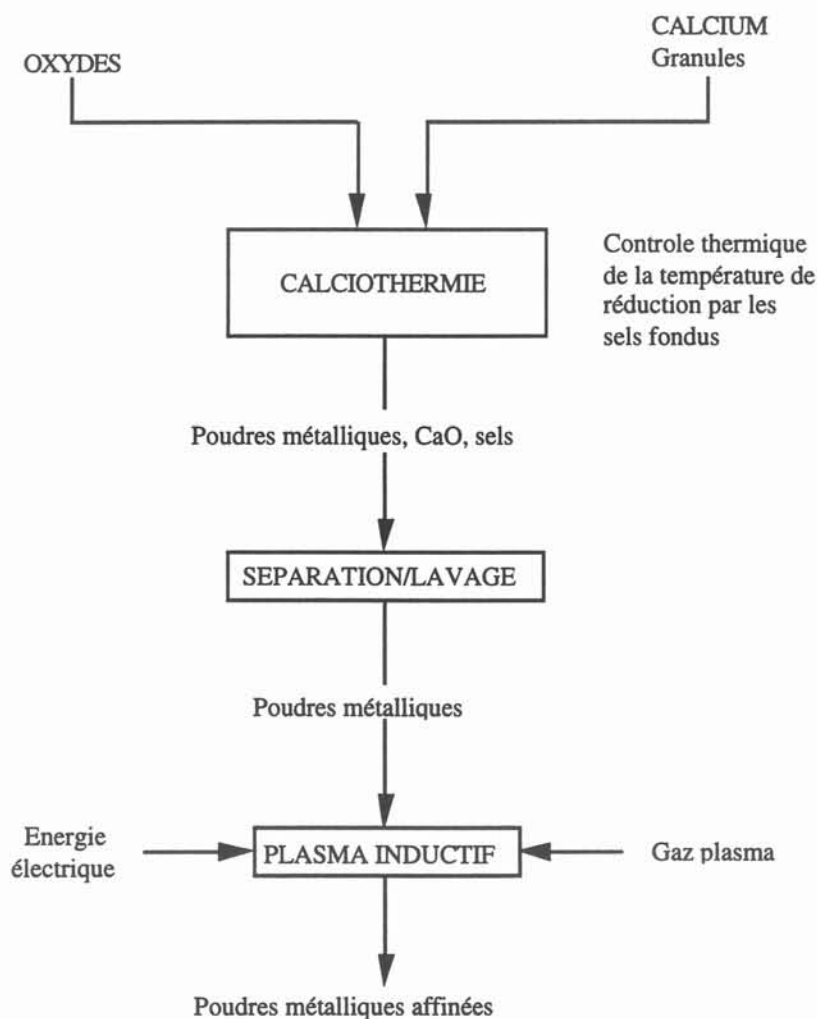 OXYDES
CALCIUM
Granules
CALCIOTHERMIE
Controle thermique
de la température de
réduction par les
sels fondus
Poudres métalliques, CaO, sels
SEPARATION/LAVAGE
Poudres métalliques
Energie
électrique
PLASMA INDUCTIF
Gaz plasma
Poudres métalliques affinées